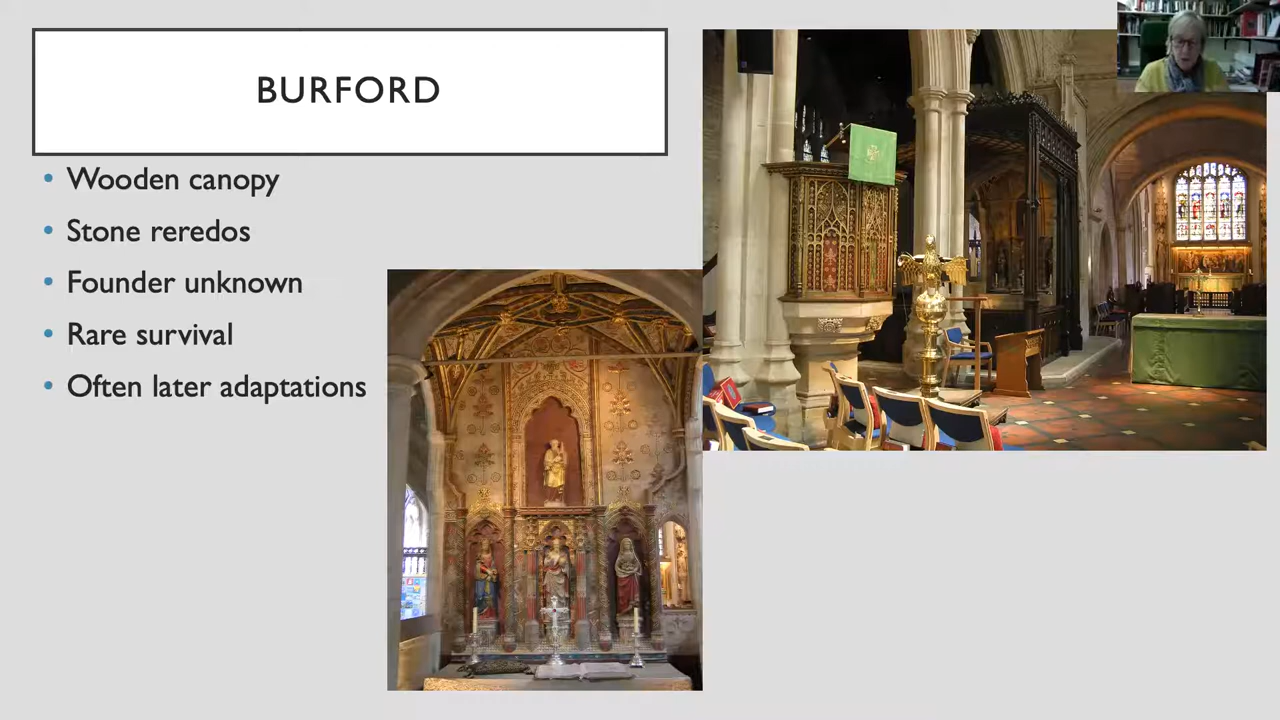 BURFORD
Wooden canopy
Stone reredos
Founder unknown
Rare survival
Often later adaptations